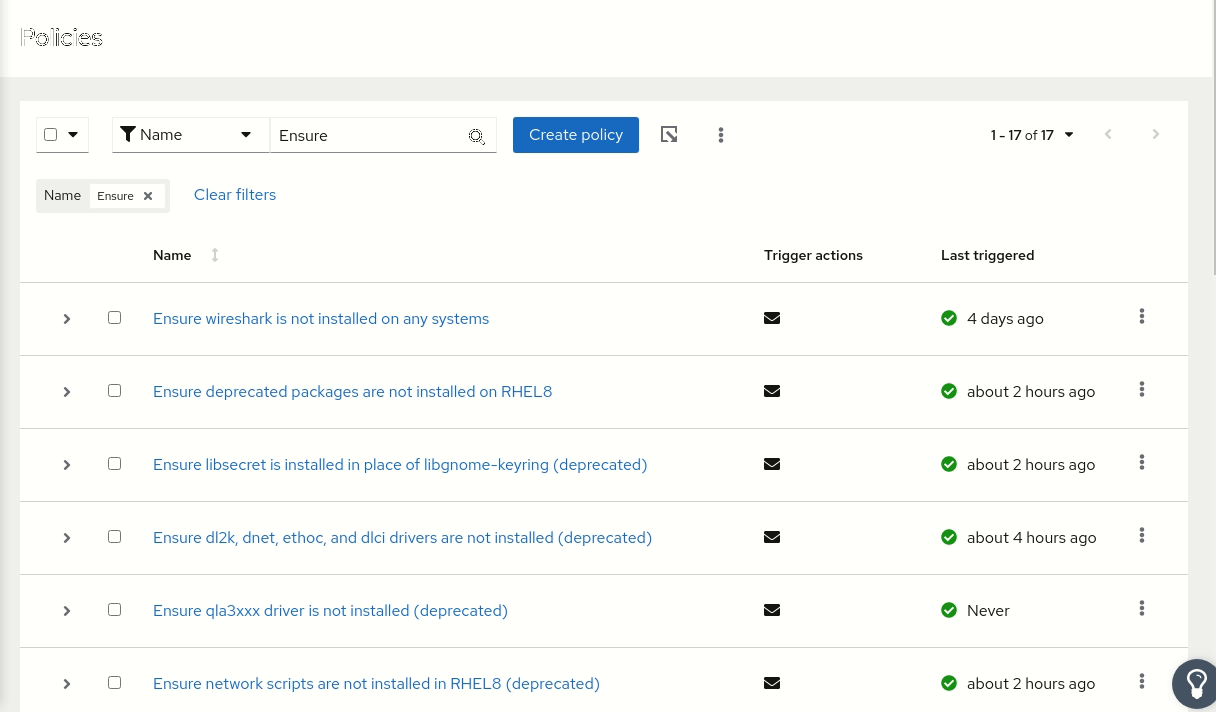 Policies
Name Ensure Create policy 1 - 17 of 17
Name Ensure Clear filters
Name Trigger actions Last triggered
Ensure wireshark is not installed on any systems 4 days ago
Ensure deprecated packages are not installed on RHEL8 about 2 hours ago
Ensure libsecret is installed in place of libgnome-keyring (deprecated) about 2 hours ago
Ensure dl2k, dnet, ethoc, and dlci drivers are not installed (deprecated) about 4 hours ago
Ensure qla3xxx driver is not installed (deprecated) Never
Ensure network scripts are not installed in RHEL8 (deprecated) about 2 hours ago